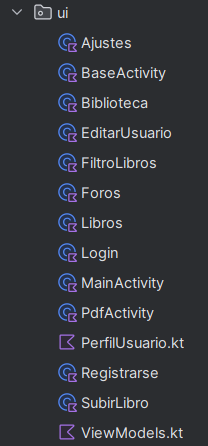 ui
Ajustes
BaseActivity
Biblioteca
EditarUsuario
FiltroLibros
Foros
Libros
Login
MainActivity
PdfActivity
PerfilUsuario.kt
Registrarse
SubirLibro
ViewModels.kt